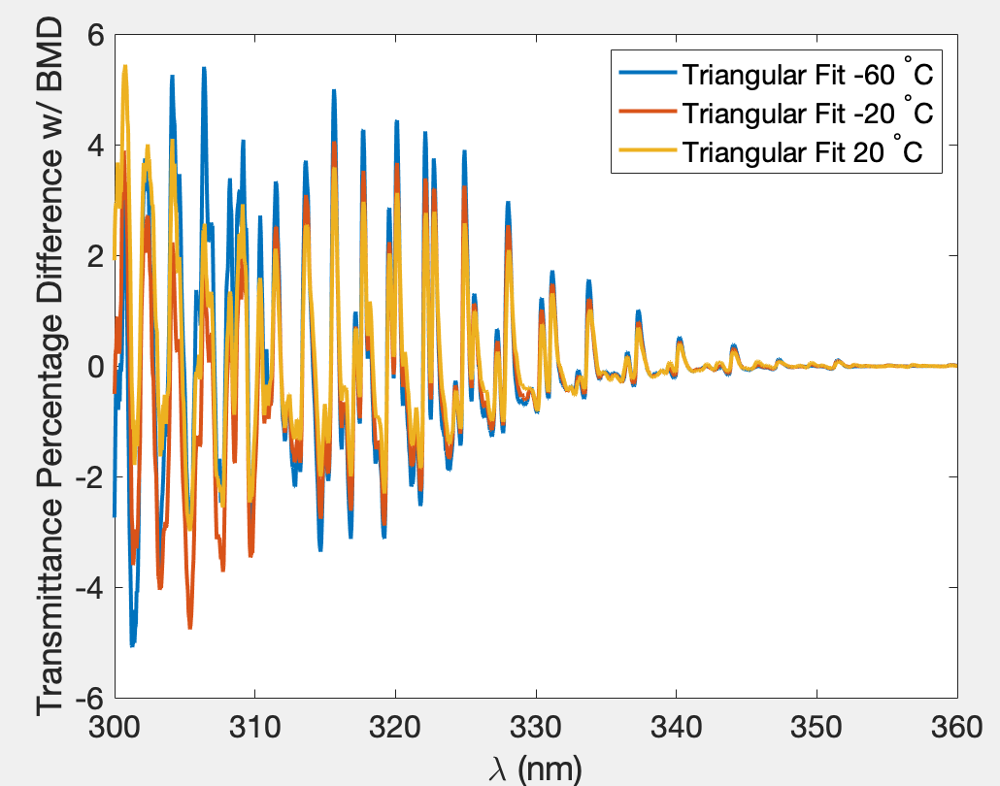 Transmittance Percentage Difference w/ BMD
6
4
2
0
-2
-4
-6
Triangular Fit -60 °C
Triangular Fit -20 °C
Triangular Fit 20 °C
300 310 320 330 340 350 360
λ (nm)